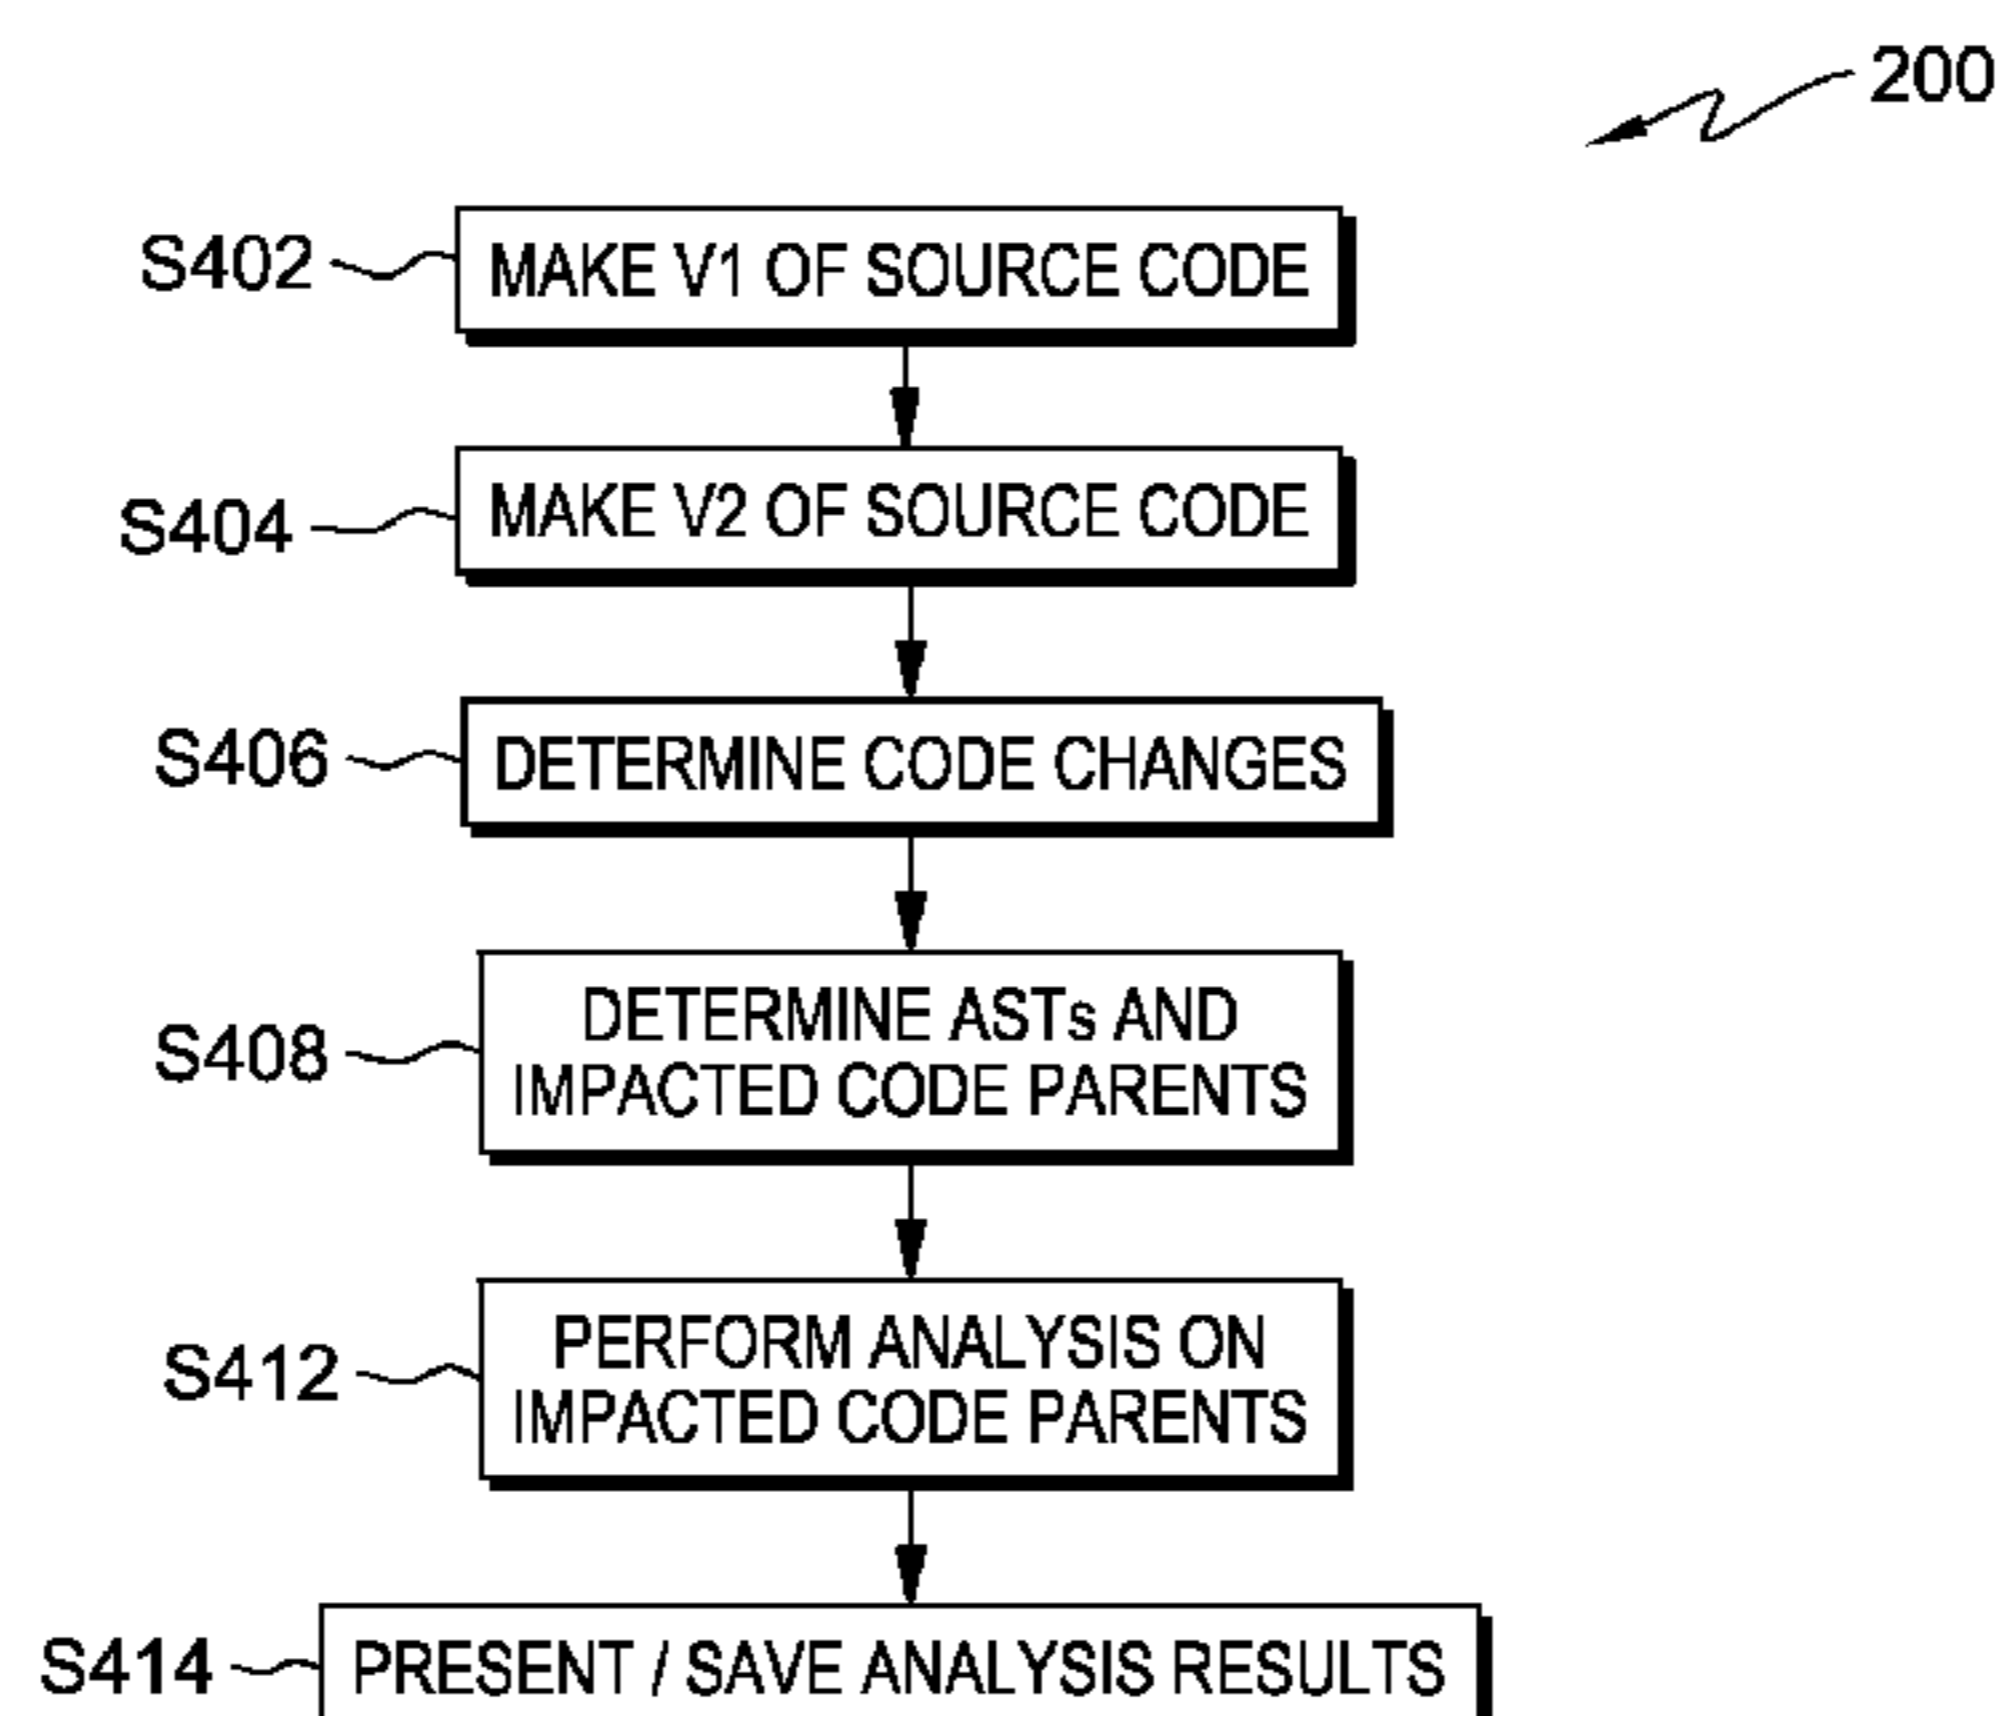 200
S402
MAKE V1 OF SOURCE CODE
S404
MAKE V2 OF SOURCE CODE
S406
DETERMINE CODE CHANGES
S408
DETERMINE ASTs AND
IMPACTED CODE PARENTS
S412
PERFORM ANALYSIS ON
IMPACTED CODE PARENTS
S414
PRESENT / SAVE ANALYSIS RESULTS